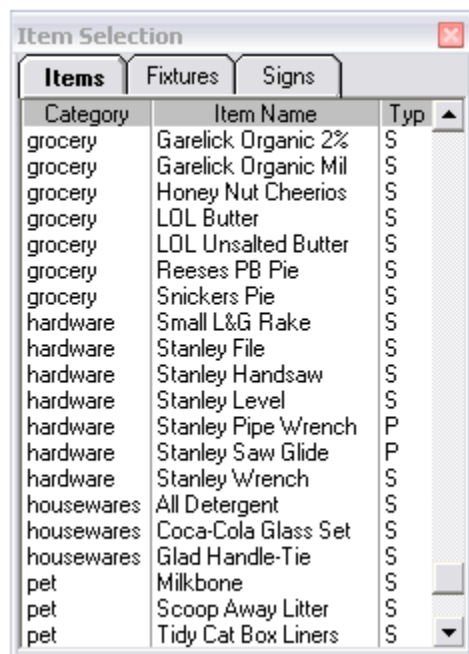 Item Selection
Items Fixtures Signs
Category Item Name Typ
grocery Garelick Organic 2% S
grocery Garelick Organic Mil S
grocery Honey Nut Cheerios S
grocery LOL Butter S
grocery LOL Unsalted Butter S
grocery Reeses PB Pie S
grocery Snickers Pie S
hardware Small L&G Rake S
hardware Stanley File S
hardware Stanley Handsaw S
hardware Stanley Level S
hardware Stanley Pipe Wrench P
hardware Stanley Saw Glide P
hardware Stanley Wrench S
housewares All Detergent S
housewares Coca-Cola Glass Set S
housewares Glad Handle-Tie S
pet Milkbone S
pet Scoop Away Litter S
pet Tidy Cat Box Liners S